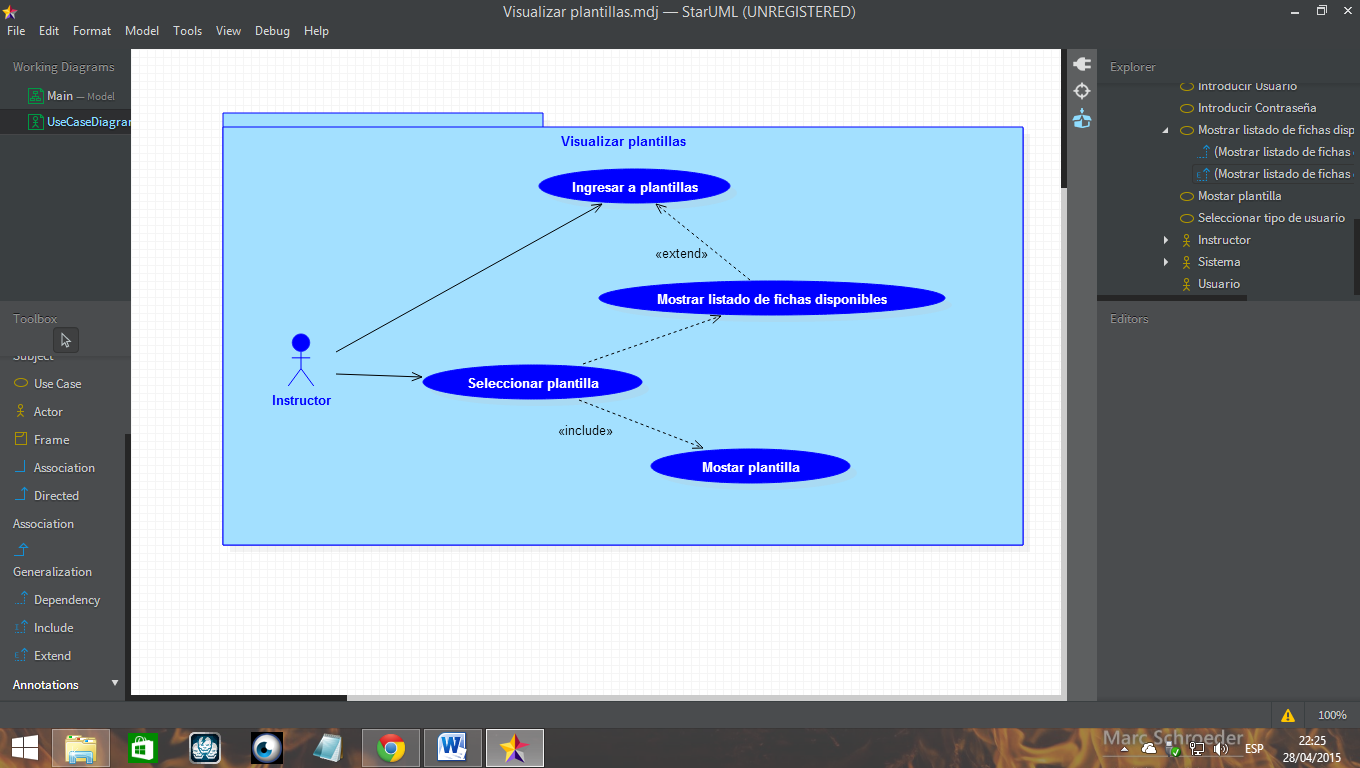 Visualizar plantillas.mdj — StarUML (UNREGISTERED)
File Edit Format Model Tools View Debug Help
Working Diagrams
Main — Model
UseCaseDiagram
Toolbox
Subject
Use Case
Actor
Frame
Association
Directed
Association
Generalization
Dependency
Include
Extend
Annotations
Visualizar plantillas
Ingresar a plantillas
«extend»
Mostrar listado de fichas disponibles
Instructor
Seleccionar plantilla
«include»
Mostar plantilla
Explorer
Introducir Usuario
Introducir Contraseña
Mostrar listado de fichas disp
(Mostrar listado de fichas
(Mostrar listado de fichas
Mostar plantilla
Seleccionar tipo de usuario
Instructor
Sistema
Usuario
Editors
100%
Marc Schroeder
ESP
22:25
28/04/2015